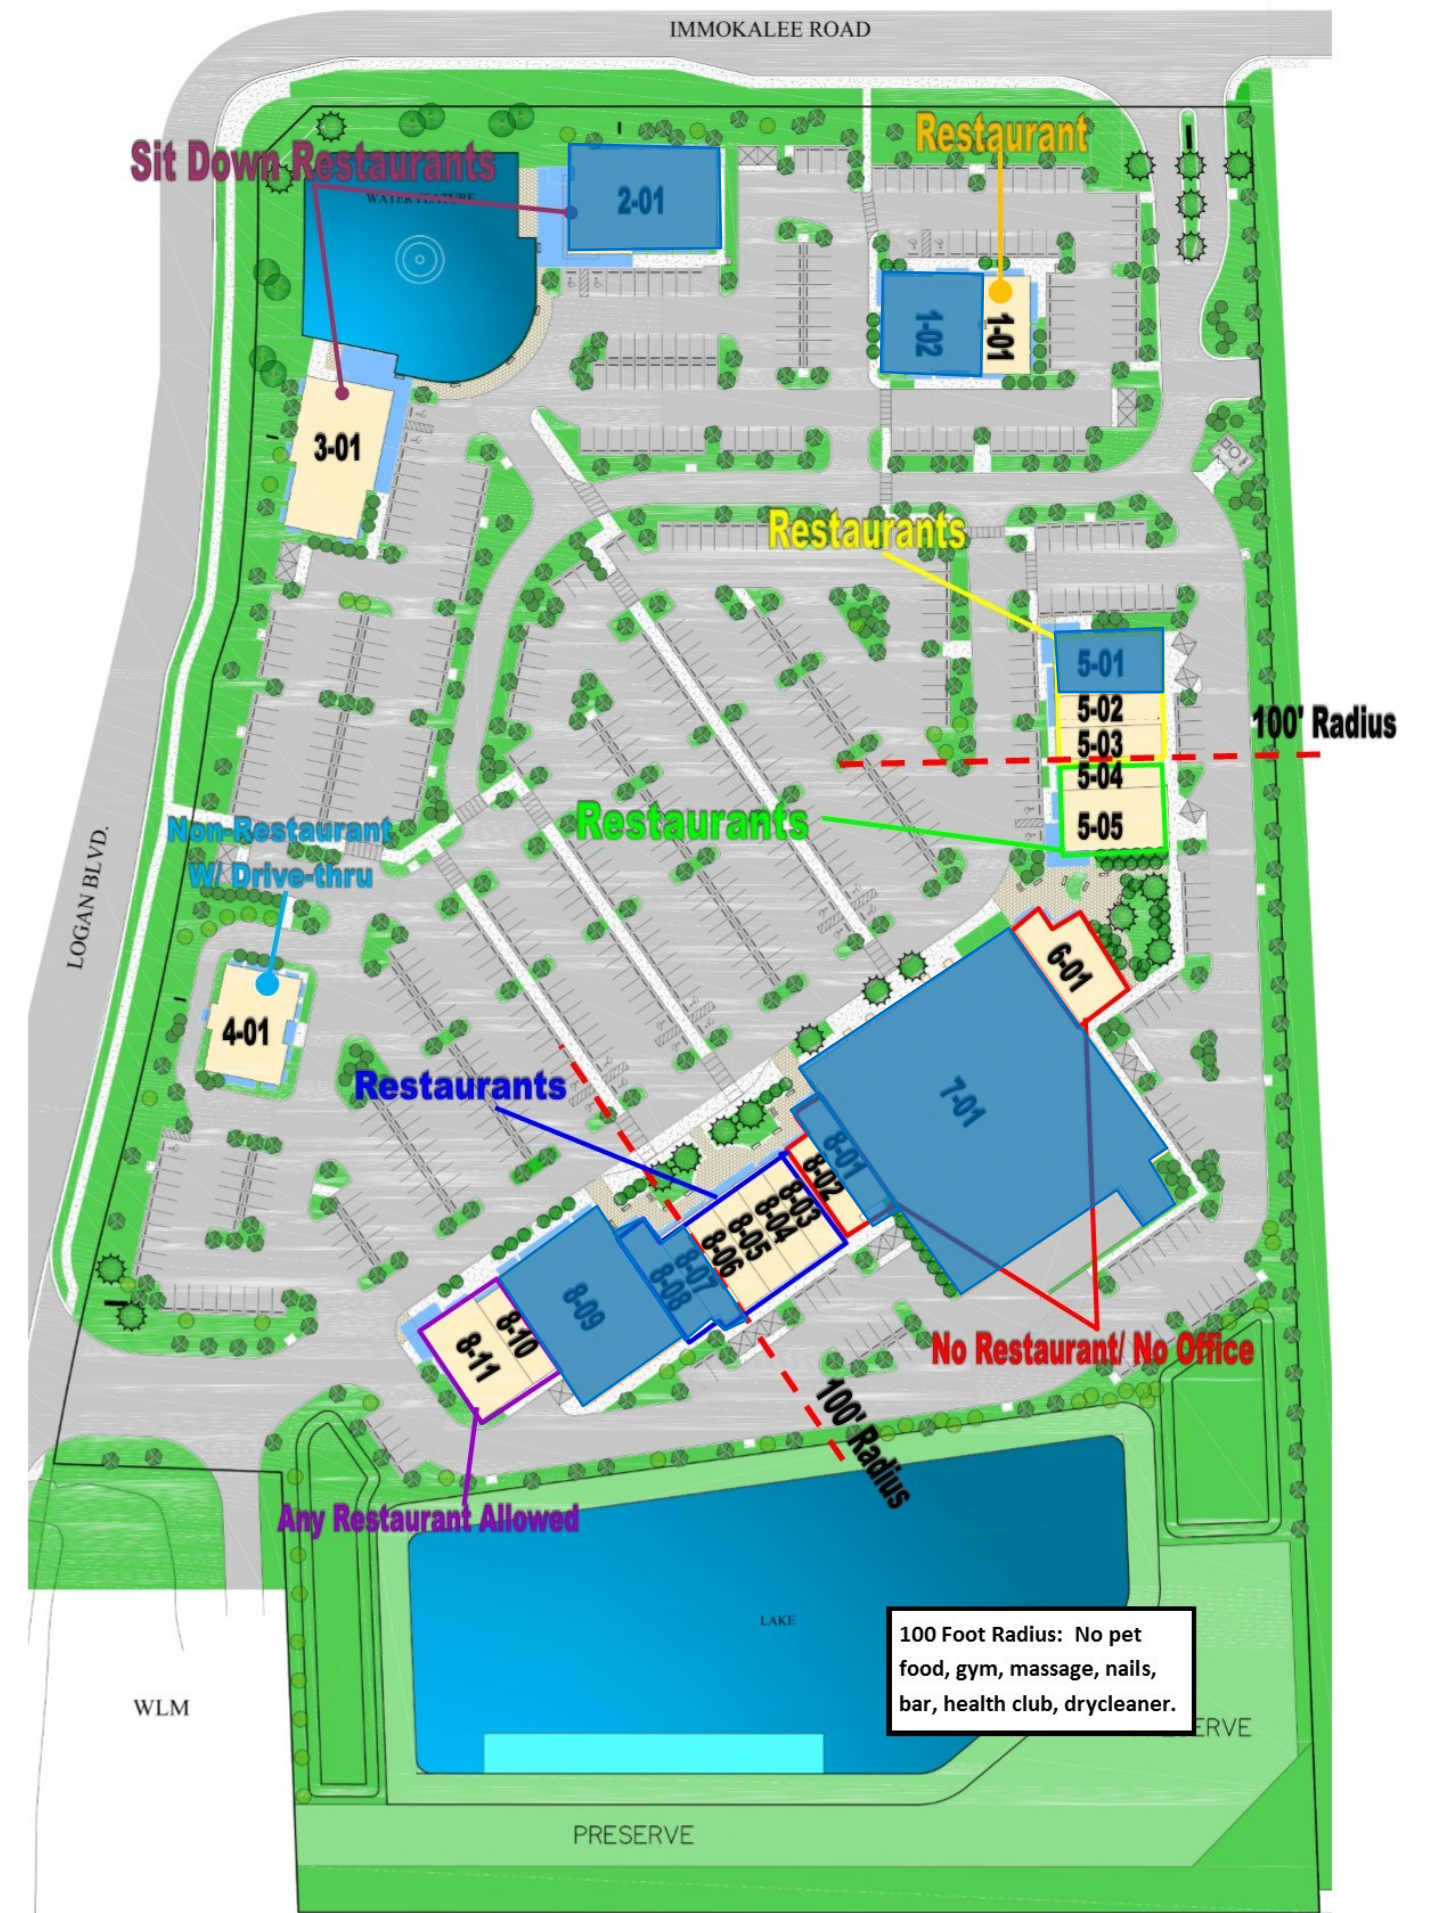 IMMOKALEE ROAD
Restaurant
Sit Down Restaurants
WATER FEATURE
2-01
1-02
1-01
3-01
Restaurants
5-01
5-02
5-03
100' Radius
5-04
5-05
Restaurants
Non-Restaurant
W/ Drive-thru
LOGAN BLVD.
6-01
4-01
Restaurants
7-01
8-01
8-02
8-03
8-04
8-05
8-06
8-07
8-08
8-09
8-10
8-11
No Restaurant/ No Office
100' Radius
Any Restaurant Allowed
LAKE
100 Foot Radius: No pet
food, gym, massage, nails,
bar, health club, drycleaner.
WLM
ERVE
PRESERVE